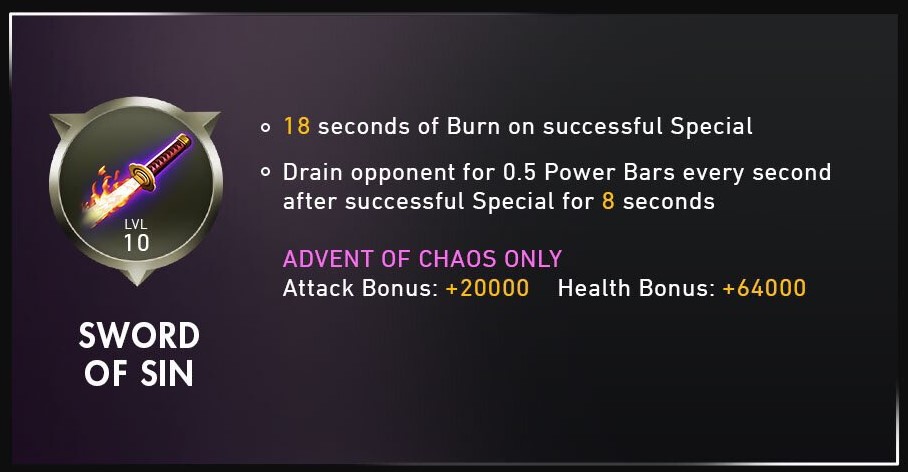 18 seconds of Burn on successful Special
Drain opponent for 0.5 Power Bars every second
after successful Special for 8 seconds
LVL
10
ADVENT OF CHAOS ONLY
Attack Bonus: +20000 Health Bonus: +64000
SWORD
OF SIN